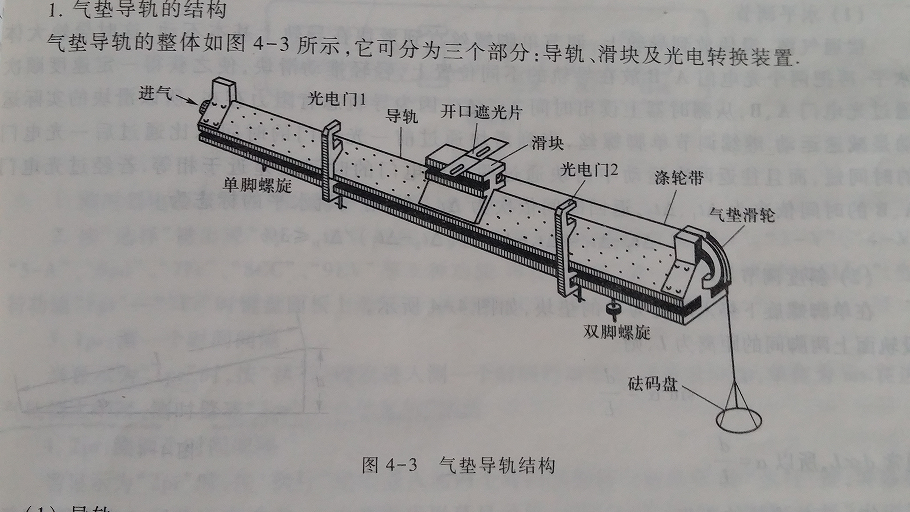 1. 气垫导轨的结构
气垫导轨的整体如图 4-3 所示,它可分为三个部分:导轨、滑块及光电转换装置.
进气
光电门1
导轨
开口遮光片
滑块
光电门2
涤轮带
气垫滑轮
单脚螺旋
双脚螺旋
砝码盘
图 4-3 气垫导轨结构
(1) 导轨